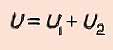 U = U₁ + U₂